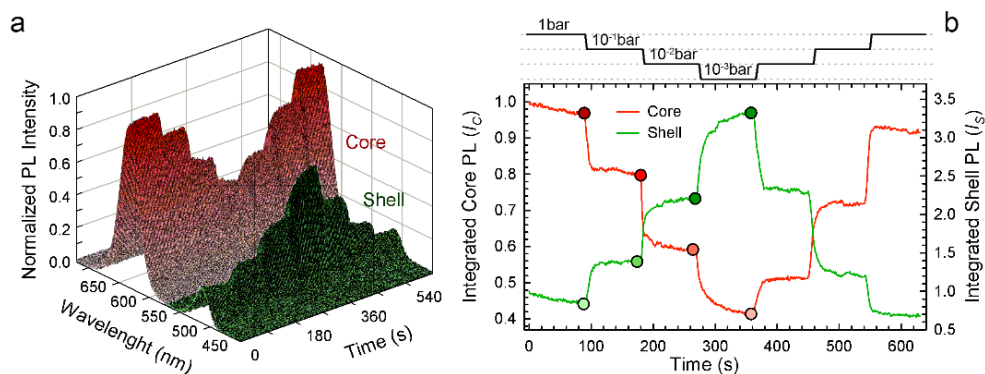 a
Normalized PL Intensity
1.0
0.8
0.6
0.4
0.2
0.0
Core
Shell
650
600
550
500
450
Wavelenght (nm)
0
180
360
540
Time (s)
b
1bar
10⁻¹bar
10⁻²bar
10⁻³bar
Integrated Core PL (I_C)
1.0
0.9
0.8
0.7
0.6
0.5
0.4
Core
Shell
3.5
3.0
2.5
2.0
1.5
1.0
0.5
Integrated Shell PL (I_S)
0 100 200 300 400 500 600
Time (s)